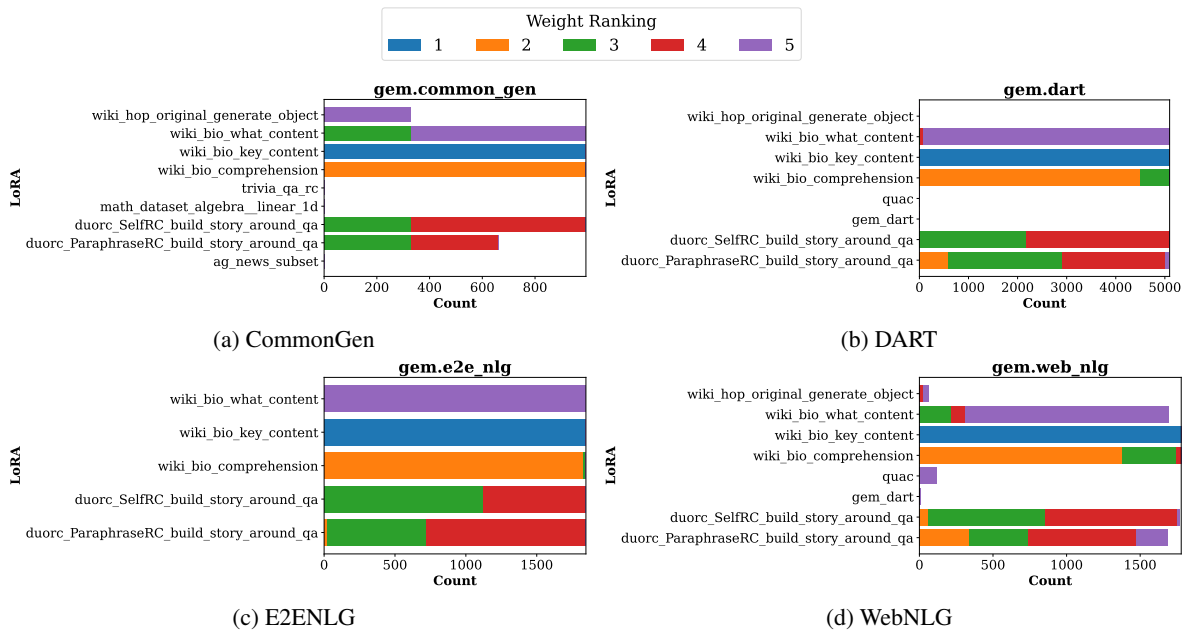 Weight Ranking
1 2 3 4 5
gem.common_gen
wiki_hop_original_generate_object
wiki_bio_what_content
wiki_bio_key_content
wiki_bio_comprehension
trivia_qa_rc
math_dataset_algebra__linear_1d
duorc_SelfRC_build_story_around_qa
duorc_ParaphraseRC_build_story_around_qa
ag_news_subset
LoRA
0 200 400 600 800
Count
(a) CommonGen
gem.dart
wiki_hop_original_generate_object
wiki_bio_what_content
wiki_bio_key_content
wiki_bio_comprehension
quac
gem_dart
duorc_SelfRC_build_story_around_qa
duorc_ParaphraseRC_build_story_around_qa
LoRA
0 1000 2000 3000 4000 5000
Count
(b) DART
gem.e2e_nlg
wiki_bio_what_content
wiki_bio_key_content
wiki_bio_comprehension
duorc_SelfRC_build_story_around_qa
duorc_ParaphraseRC_build_story_around_qa
LoRA
0 500 1000 1500
Count
(c) E2ENLG
gem.web_nlg
wiki_hop_original_generate_object
wiki_bio_what_content
wiki_bio_key_content
wiki_bio_comprehension
quac
gem_dart
duorc_SelfRC_build_story_around_qa
duorc_ParaphraseRC_build_story_around_qa
LoRA
0 500 1000 1500
Count
(d) WebNLG